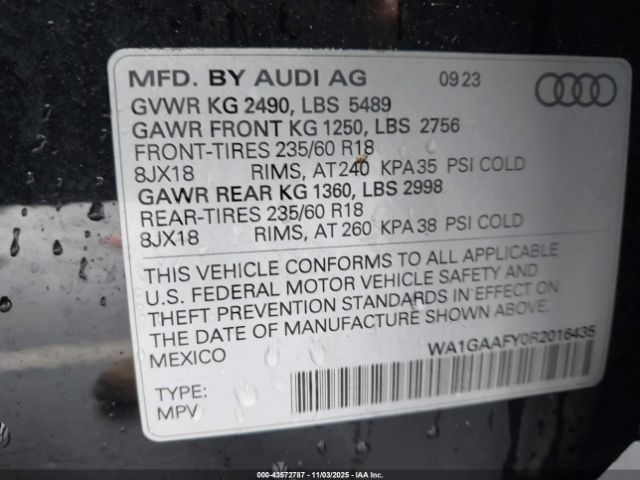 MFD. BY AUDI AG 09 23
GVWR KG 2490, LBS 5489
GAWR FRONT KG 1250, LBS 2756
FRONT-TIRES 235/60 R18
8JX18 RIMS, AT 240 KPA 35 PSI COLD
GAWR REAR KG 1360, LBS 2998
REAR-TIRES 235/60 R18
8JX18 RIMS, AT 260 KPA 38 PSI COLD
THIS VEHICLE CONFORMS TO ALL APPLICABLE
U.S. FEDERAL MOTOR VEHICLE SAFETY AND
THEFT PREVENTION STANDARDS IN EFFECT ON
THE DATE OF MANUFACTURE SHOWN ABOVE.
MEXICO
WA1GAAFY0R2016435
TYPE:
MPV
000-43572787 - 11/03/2025 - IAA Inc.